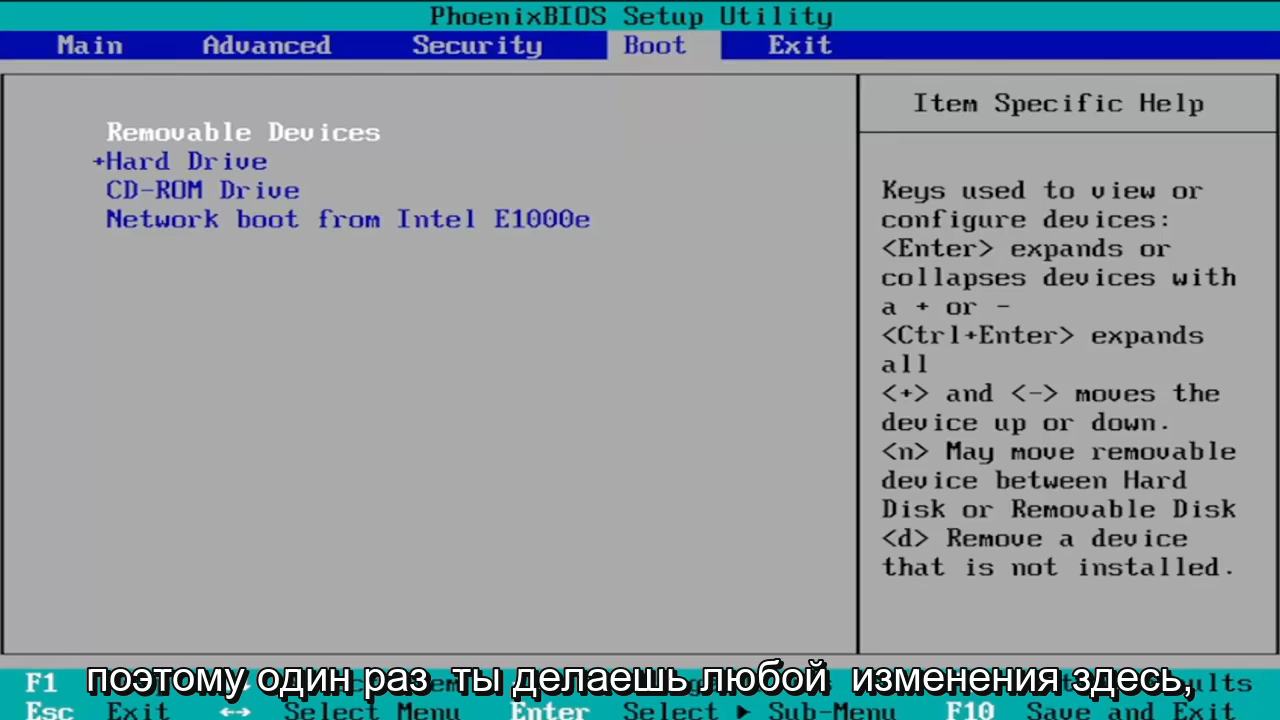 PhoenixBIOS Setup Utility
Main Advanced Security Boot Exit
Item Specific Help
Removable Devices
+Hard Drive
CD-ROM Drive
Network boot from Intel E1000e
Keys used to view or
configure devices:
<Enter> expands or
collapses devices with
a + or -
<Ctrl+Enter> expands
all
<+> and <-> moves the
device up or down.
<n> May move removable
device between Hard
Disk or Removable Disk
<d> Remove a device
that is not installed.
поэтому один раз ты делаешь любой изменения здесь,
F1
Esc Exit ↔ Select Menu Enter Select ▶ Sub-Menu F10 Save and Exit